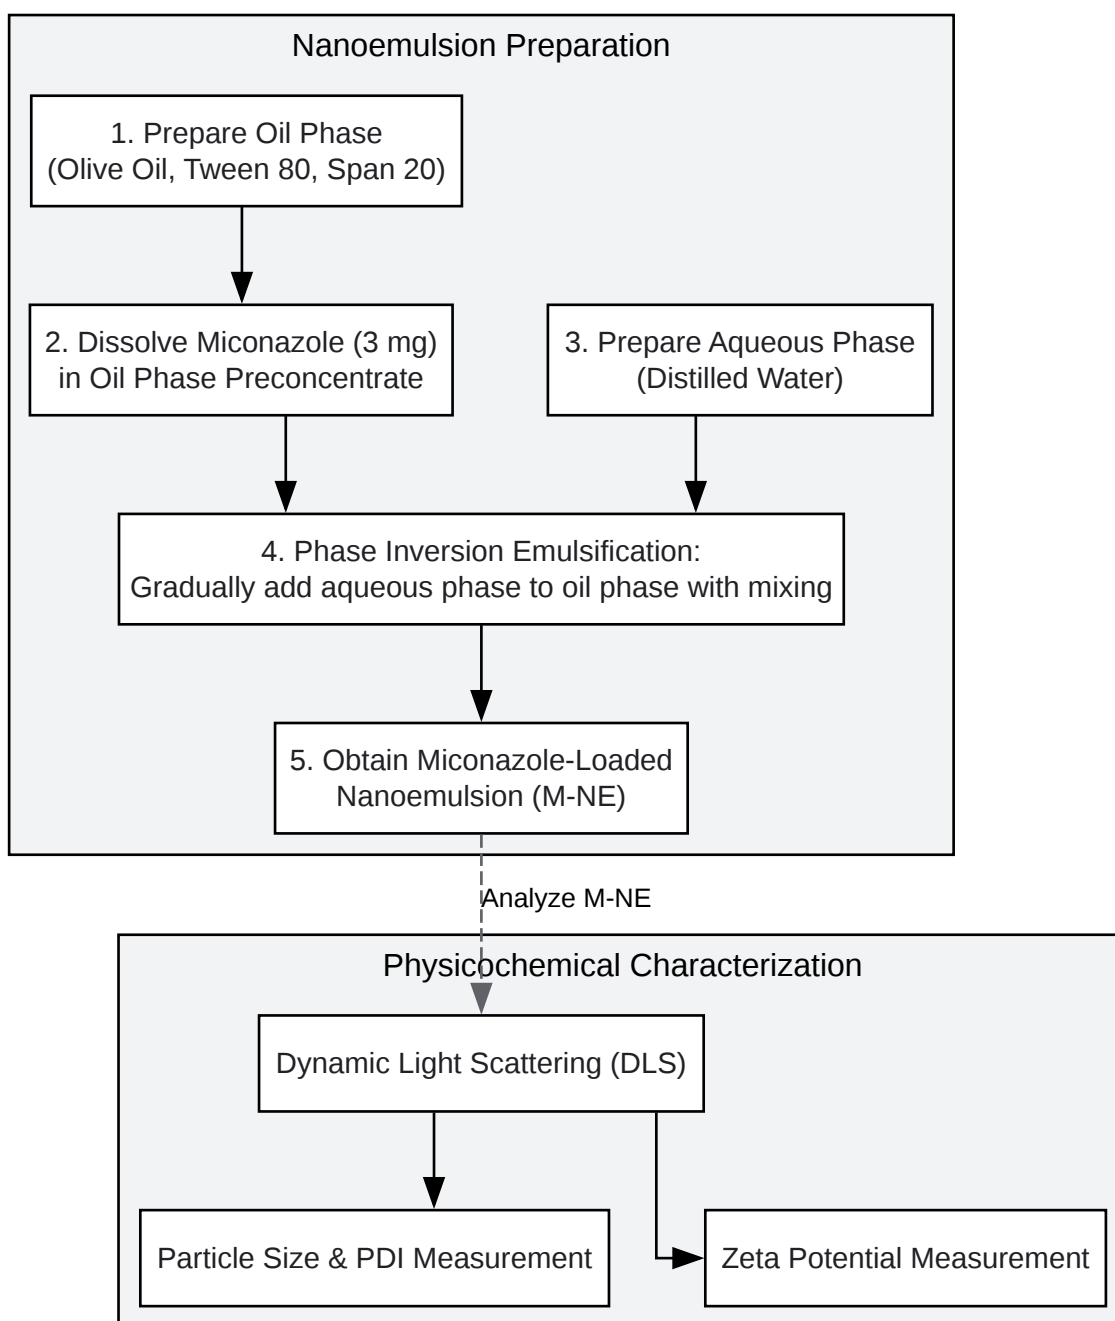 Nanoemulsion Preparation
1. Prepare Oil Phase
(Olive Oil, Tween 80, Span 20)
2. Dissolve Miconazole (3 mg)
in Oil Phase Preconcentrate
3. Prepare Aqueous Phase
(Distilled Water)
4. Phase Inversion Emulsification:
Gradually add aqueous phase to oil phase with mixing
5. Obtain Miconazole-Loaded
Nanoemulsion (M-NE)
Analyze M-NE
Physicochemical Characterization
Dynamic Light Scattering (DLS)
Particle Size & PDI Measurement
Zeta Potential Measurement